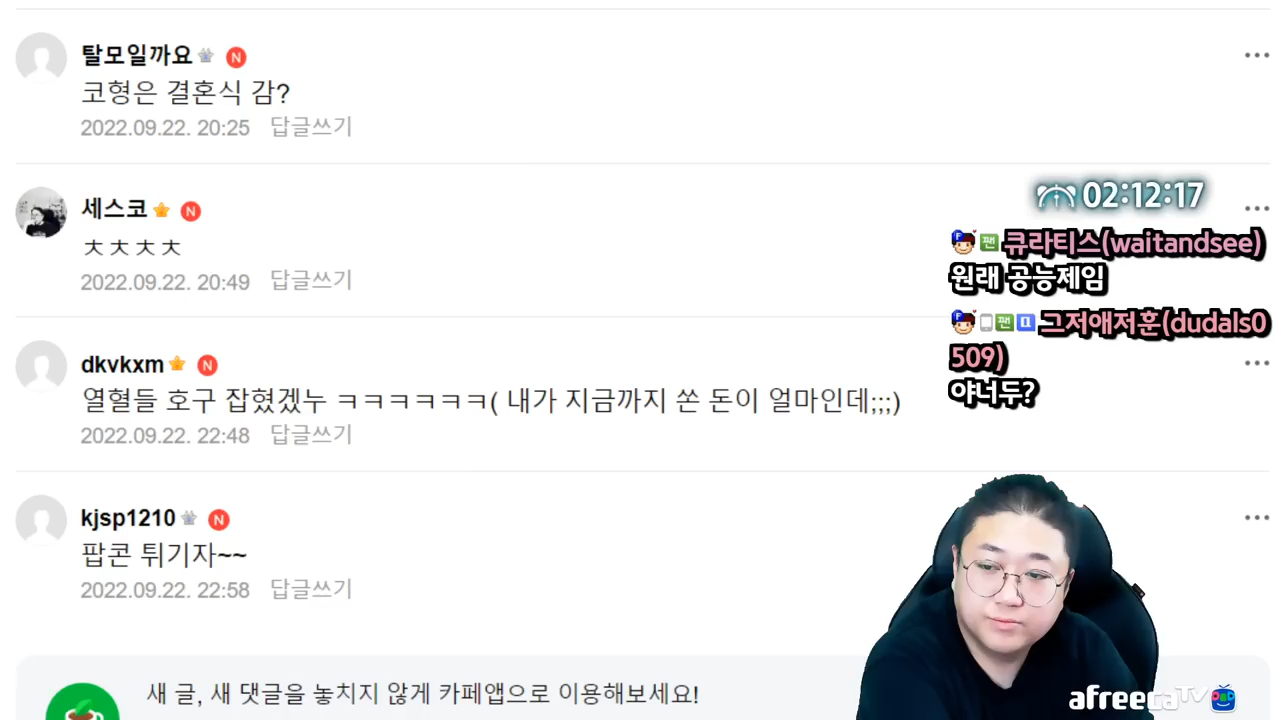 탈모일까요 N
코형은 결혼식 감?
2022.09.22. 20:25 답글쓰기
세스코 N
ㅊㅊㅊㅊ
2022.09.22. 20:49 답글쓰기
dkvkxm N
열혈들 호구 잡혔겠누 ㅋㅋㅋㅋㅋㅋ( 내가 지금까지 쏜 돈이 얼마인데;;;)
2022.09.22. 22:48 답글쓰기
kjsp1210 N
팝콘 튀기자~~
2022.09.22. 22:58 답글쓰기
새 글, 새 댓글을 놓치지 않게 카페앱으로 이용해보세요!
02:12:17
F 팬 큐라티스(waitandsee)
원래 공능제임
F 팬 그저애저훈(dudals0
509)
야너두?
afreecaTV